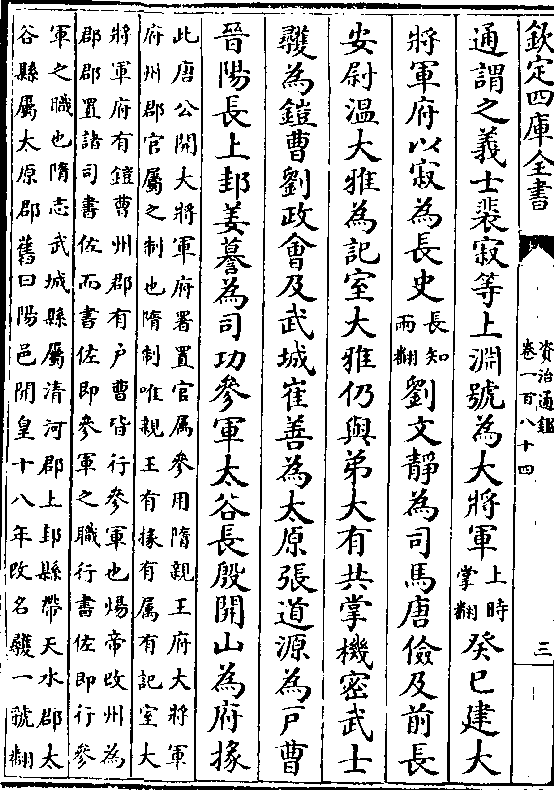 欽定四庫全書
資治通鑑
卷一百八十四
三
通謂之義士裴寂等上淵號為大將軍上時掌翻癸巳建大
將軍府以寂為長史長知兩翻劉文靜為司馬唐儉及前長
安尉温大雅為記室大雅仍與弟大有共掌機密武士
彠為鎧曹劉政會及武城崔善為太原張道源為戸曹
晉陽長上邽姜謩為司功參軍太谷長殷開山為府掾
此唐公開大將軍府署置官属參用隋親王府大將軍
府州郡官屬之制也隋制唯親王有掾有属有記室大
將軍府有鎧曹州郡有户曹皆行參軍也煬帝改州為
郡郡置諸司書佐而書佐即參軍之職行書佐即行參
軍之職也隋志武城縣屬清河郡上邽縣帶天水郡太
谷縣屬太原郡舊曰陽邑開皇十八年改名彠一號翻